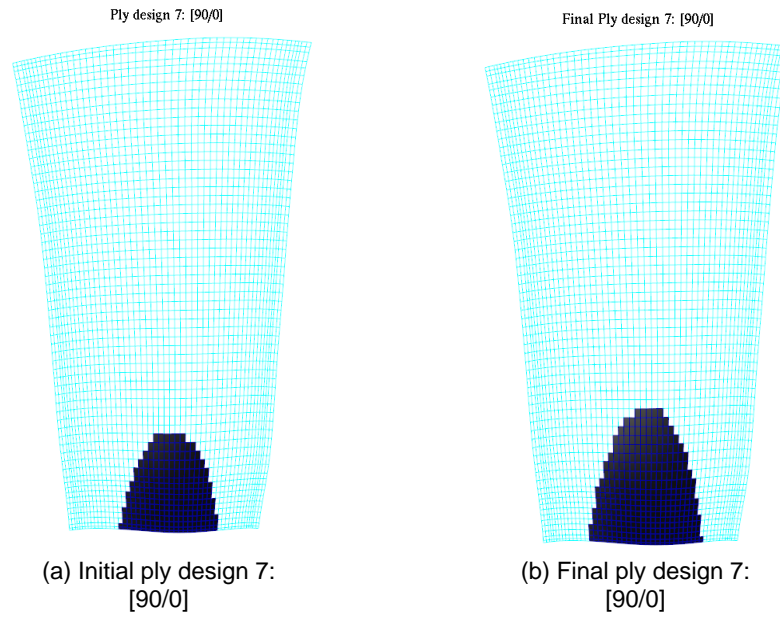 Ply design 7: [90/0]
Final Ply design 7: [90/0]
(a) Initial ply design 7:
[90/0]
(b) Final ply design 7:
[90/0]